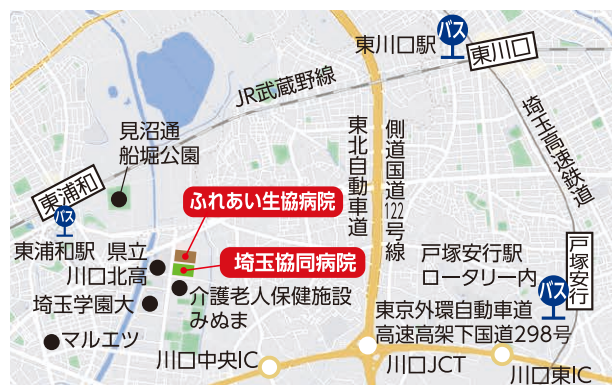 バス
東川口駅
東川口
JR武蔵野線
見沼通
船堀公園
東北自動車道
側道国道122号線
埼玉高速鉄道
東浦和
バス
ふれあい生協病院
東浦和駅
県立
川口北高
埼玉協同病院
戸塚安行駅
ロータリー内
バス
戸塚安行
埼玉学園大
介護老人保健施設
みぬま
東京外環自動車道
高速高架下国道298号
マルエツ
川口中央IC
川口JCT
川口東IC